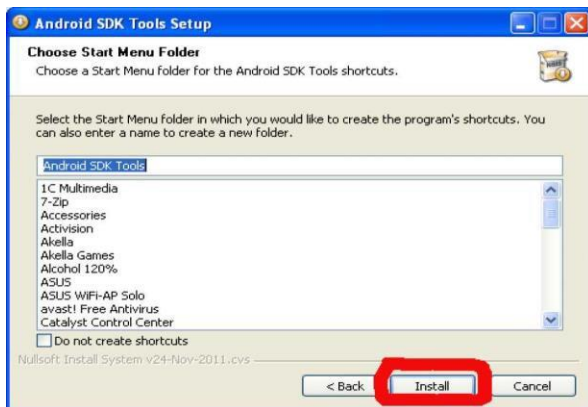 Android SDK Tools Setup
Choose Start Menu Folder
Choose a Start Menu folder for the Android SDK Tools shortcuts.
Select the Start Menu folder in which you would like to create the program's shortcuts. You
can also enter a name to create a new folder.
Android SDK Tools
1C Multimedia
7-Zip
Accessories
Activision
Akella
Akella Games
Alcohol 120%
ASUS
ASUS WiFi-AP Solo
avast! Free Antivirus
Catalyst Control Center
Do not create shortcuts
Nullsoft Install System v24-Nov-2011.cvs
< Back
Install
Cancel